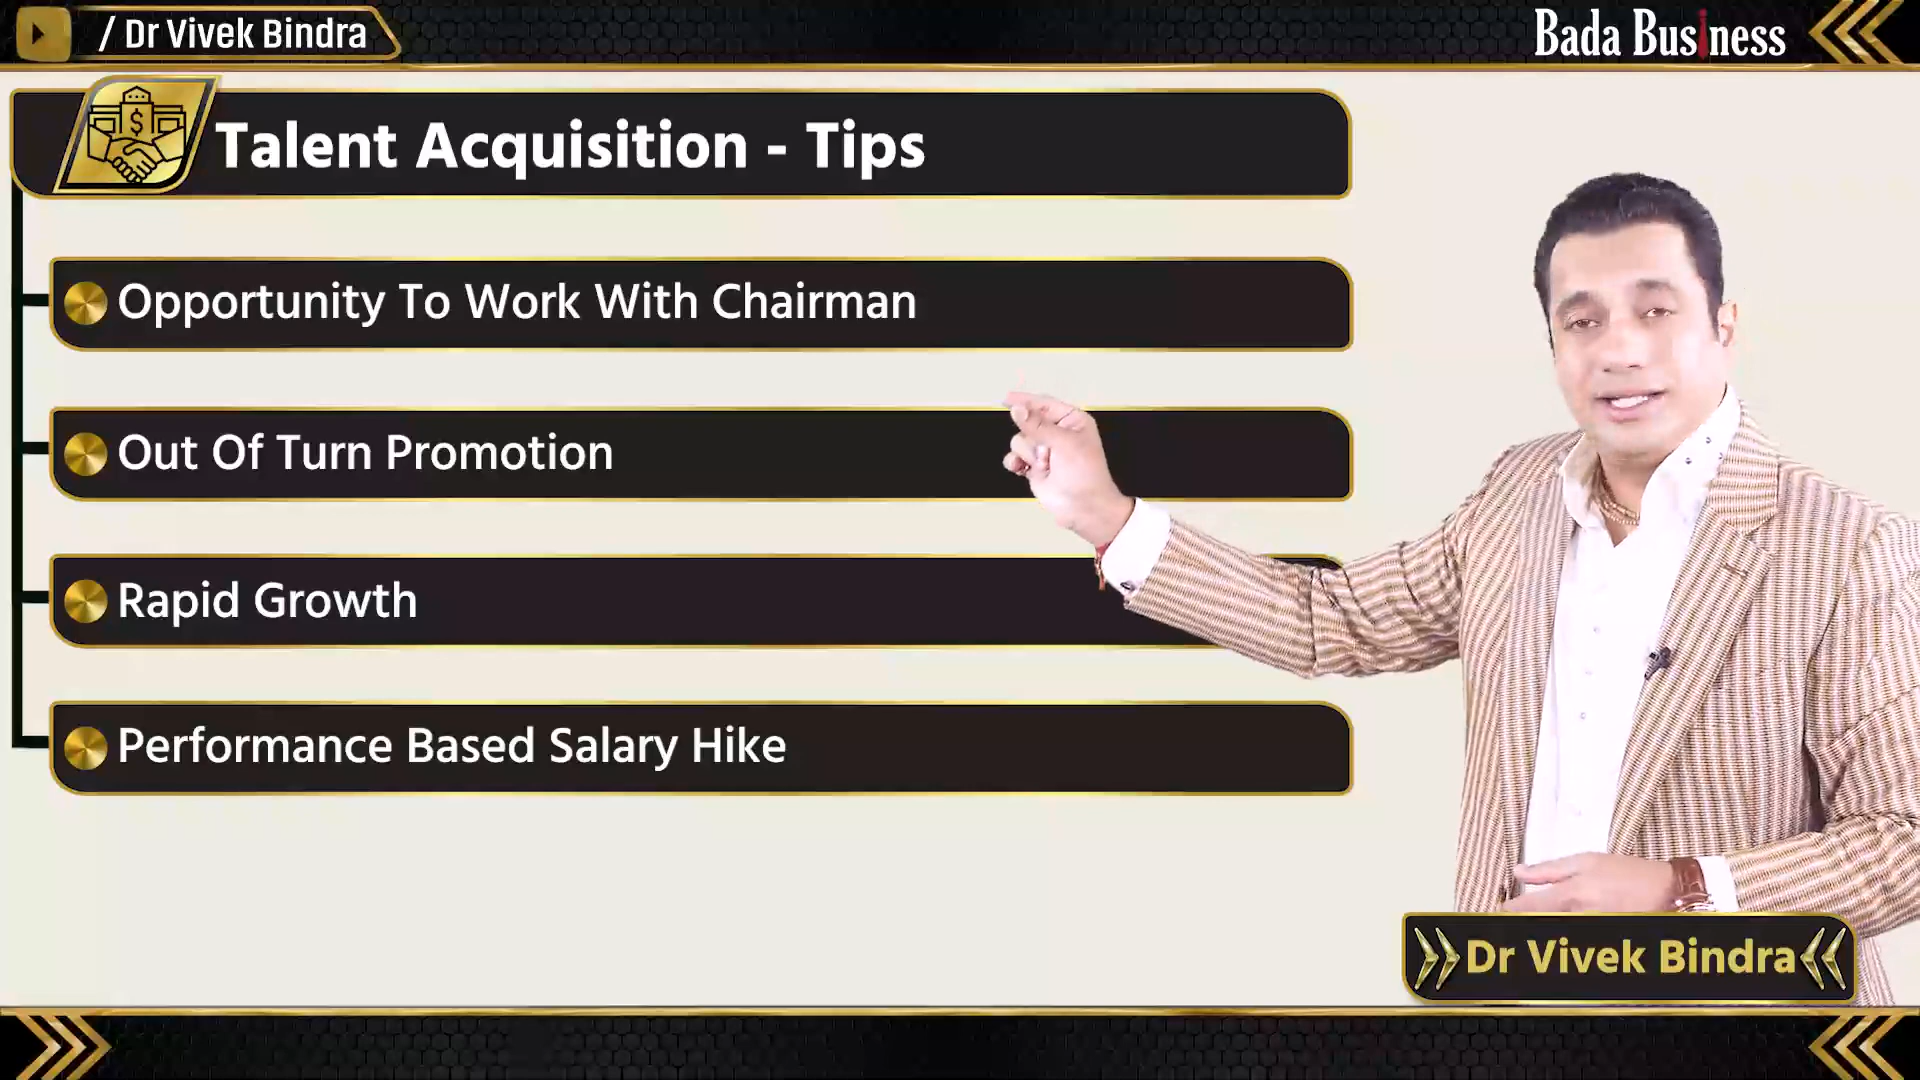 / Dr Vivek Bindra
Bada Business
Talent Acquisition - Tips
Opportunity To Work With Chairman
Out Of Turn Promotion
Rapid Growth
Performance Based Salary Hike
Dr Vivek Bindra